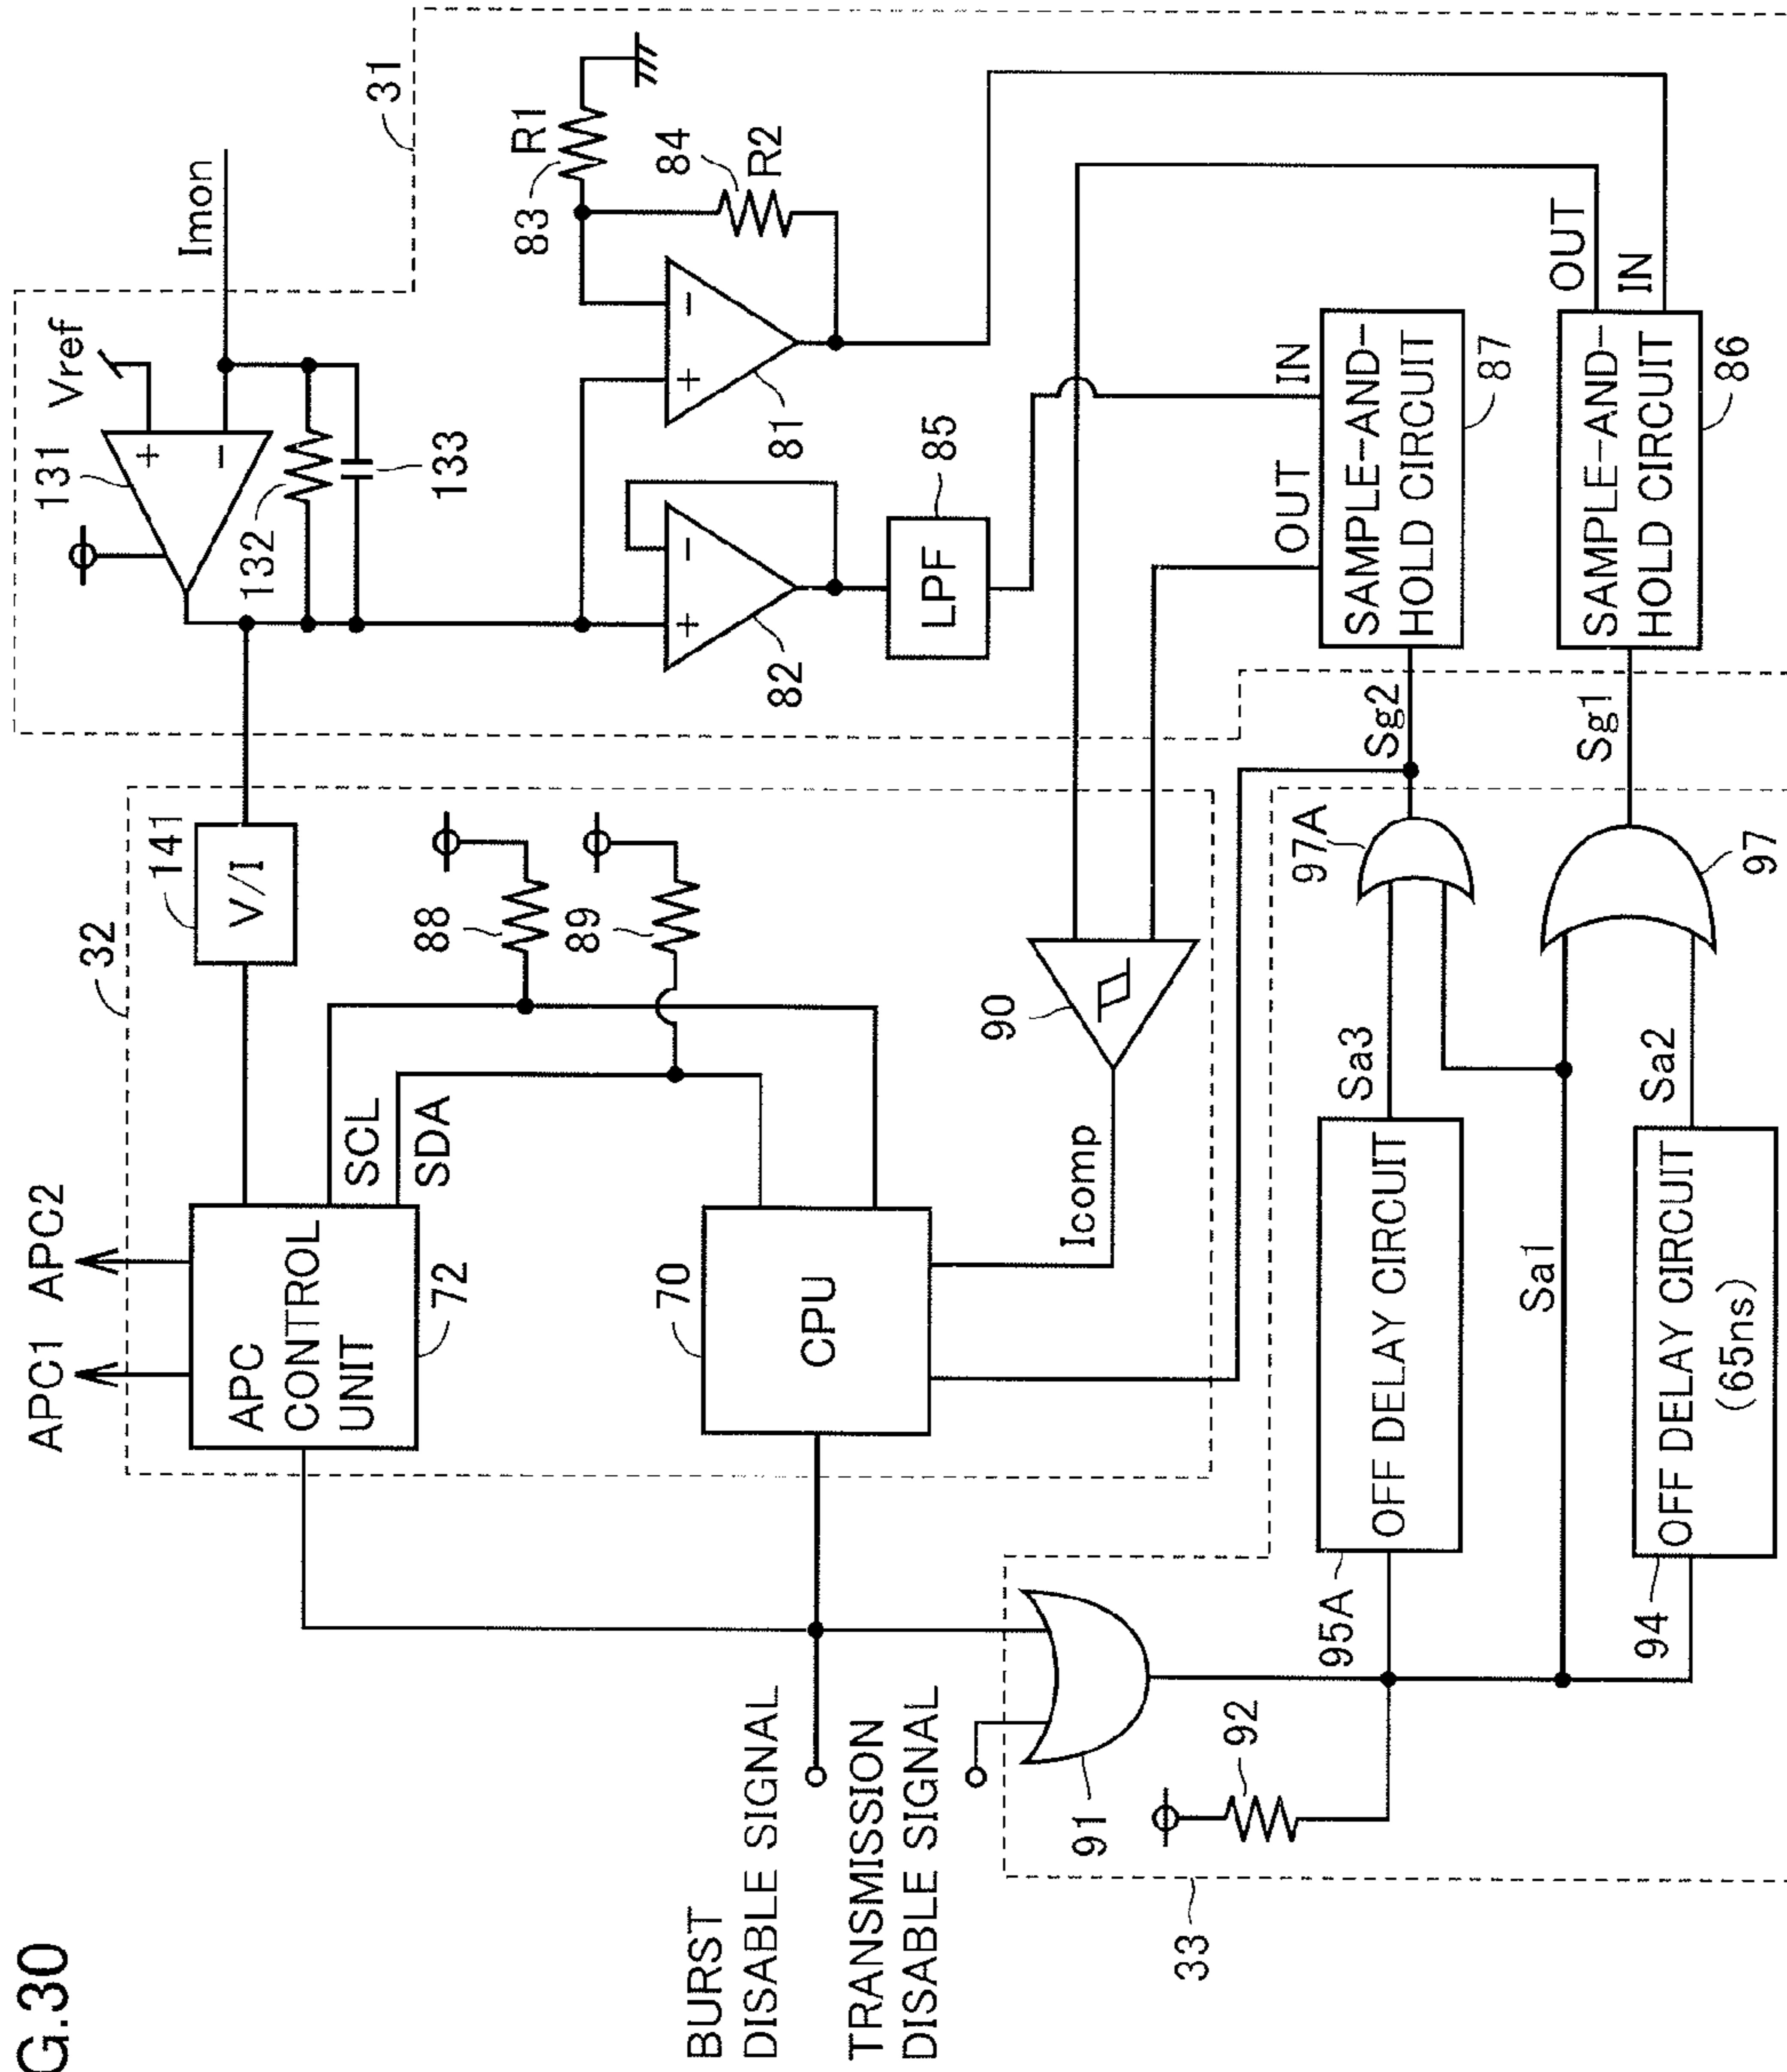 G.30
BURST
DISABLE SIGNAL
TRANSMISSION
DISABLE SIGNAL
APC1
APC2
32
APC
CONTROL
UNIT
72
SCL
SDA
141
V/I
88
89
70
CPU
Icomp
90
131
Vref
+
−
132
133
Imon
31
+
−
82
+
−
81
83
R1
84
R2
LPF
85
OUT
IN
SAMPLE-AND-
HOLD CIRCUIT
87
OUT
IN
SAMPLE-AND-
HOLD CIRCUIT
86
Sg2
Sg1
97A
97
Sa3
Sa1
Sa2
OFF DELAY CIRCUIT
95A
OFF DELAY CIRCUIT
(65ns)
94
91
92
33